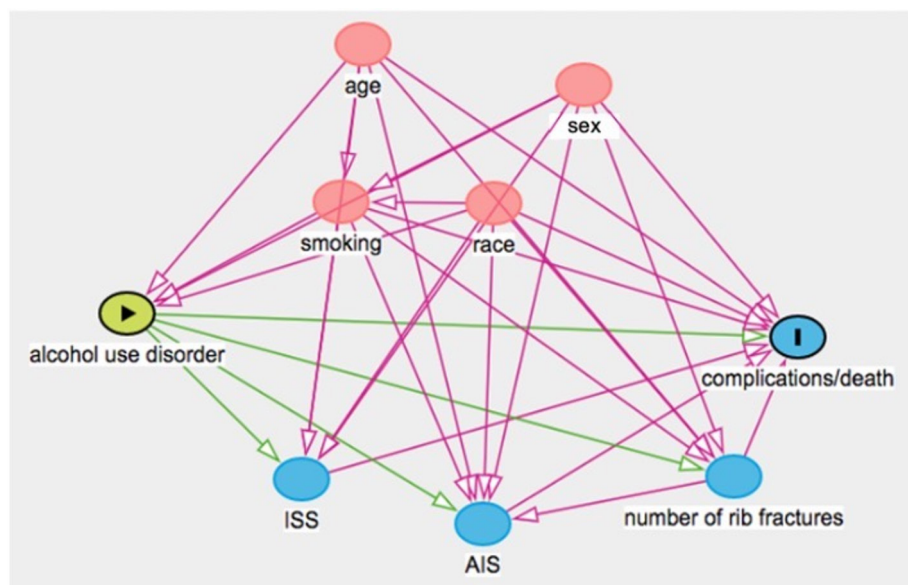 age
sex
smoking
race
alcohol use disorder
complications/death
ISS
number of rib fractures
AIS